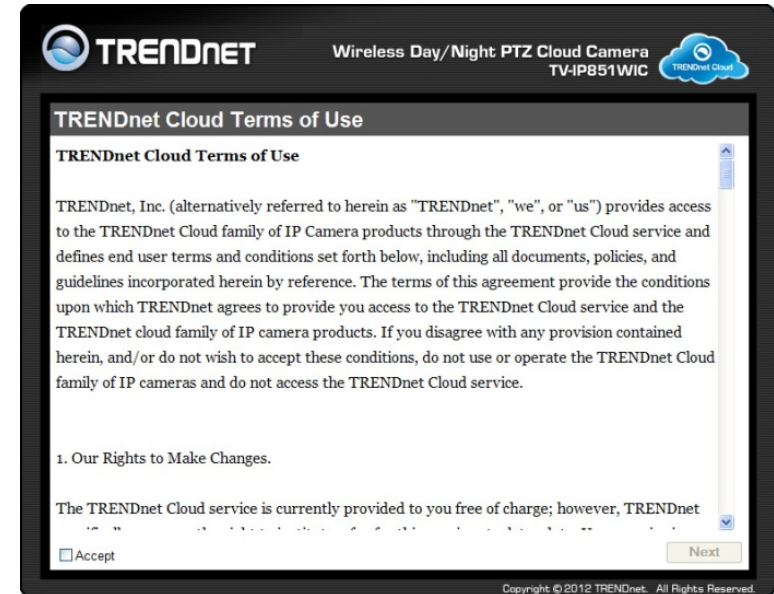 TRENDNET
Wireless Day/Night PTZ Cloud Camera
TV-IP851WIC
TRENDnet Cloud
TRENDnet Cloud Terms of Use
TRENDnet Cloud Terms of Use
TRENDnet, Inc. (alternatively referred to herein as "TRENDnet", "we", or "us") provides access
to the TRENDnet Cloud family of IP Camera products through the TRENDnet Cloud service and
defines end user terms and conditions set forth below, including all documents, policies, and
guidelines incorporated herein by reference. The terms of this agreement provide the conditions
upon which TRENDnet agrees to provide you access to the TRENDnet Cloud service and the
TRENDnet cloud family of IP camera products. If you disagree with any provision contained
herein, and/or do not wish to accept these conditions, do not use or operate the TRENDnet Cloud
family of IP cameras and do not access the TRENDnet Cloud service.
1. Our Rights to Make Changes.
The TRENDnet Cloud service is currently provided to you free of charge; however, TRENDnet
Accept
Next
Copyright © 2012 TRENDnet. All Rights Reserved.